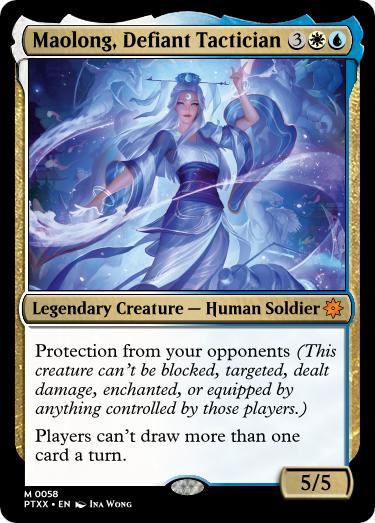 Maolong, Defiant Tactician 3
Legendary Creature — Human Soldier
Protection from your opponents (This
creature can't be blocked, targeted, dealt
damage, enchanted, or equipped by
anything controlled by those players.)
Players can't draw more than one
card a turn.
5/5
M 0058
PTXX • EN Ina Wong